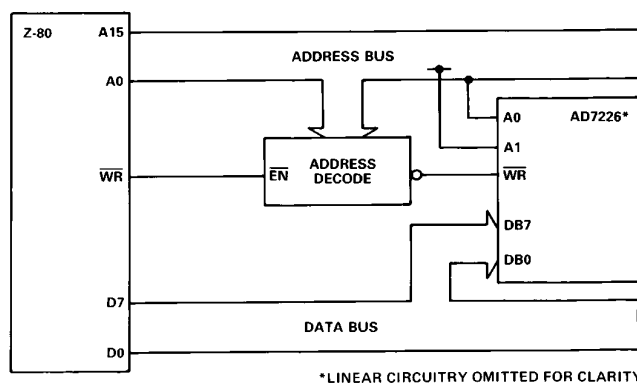 Z-80
A15
ADDRESS BUS
A0
A0
AD7226*
A1
WR
EN
ADDRESS
DECODE
WR
DB7
DB0
D7
DATA BUS
D0
*LINEAR CIRCUITRY OMITTED FOR CLARITY